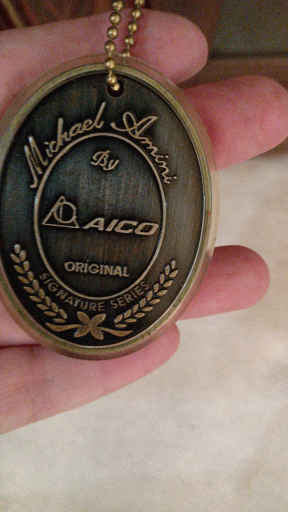 Michael Amini
By
AICO
ORIGINAL
SIGNATURE SERIES